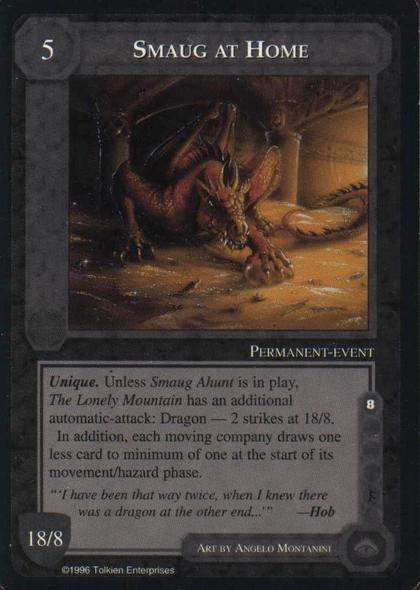 5
SMAUG AT HOME
PERMANENT-EVENT
Unique. Unless Smaug Ahunt is in play,
The Lonely Mountain has an additional
automatic-attack: Dragon — 2 strikes at 18/8.
In addition, each moving company draws one
less card to minimum of one at the start of its
movement/hazard phase.
“‘I have been that way twice, when I knew there
was a dragon at the other end...’” —Hob
8
18/8
ART BY ANGELO MONTANINI
©1996 Tolkien Enterprises